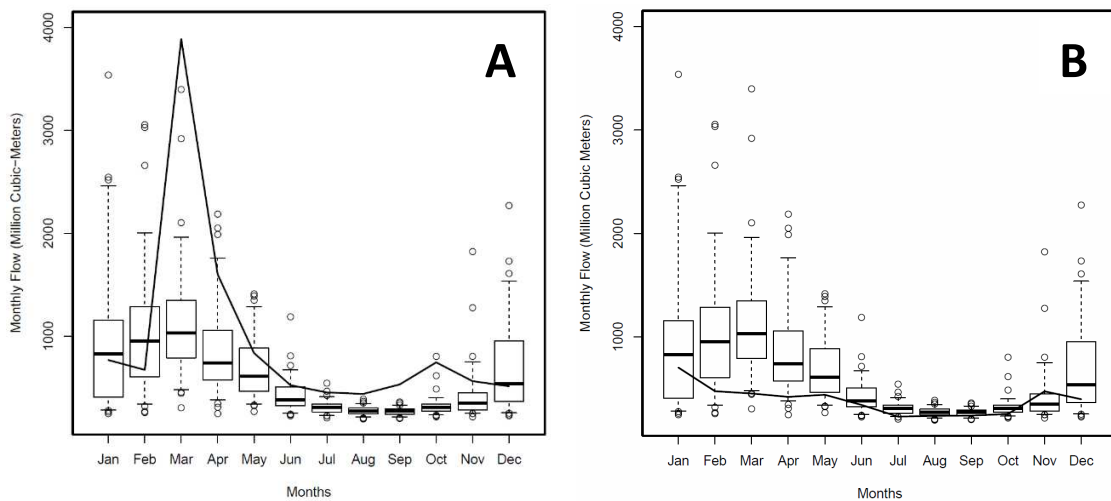 A
Monthly Flow (Million Cubic−Meters)
4000
3000
2000
1000
Jan Feb Mar Apr May Jun Jul Aug Sep Oct Nov Dec
Months
B
Monthly Flow (Million Cubic Meters)
4000
3000
2000
1000
Jan Feb Mar Apr May Jun Jul Aug Sep Oct Nov Dec
Months